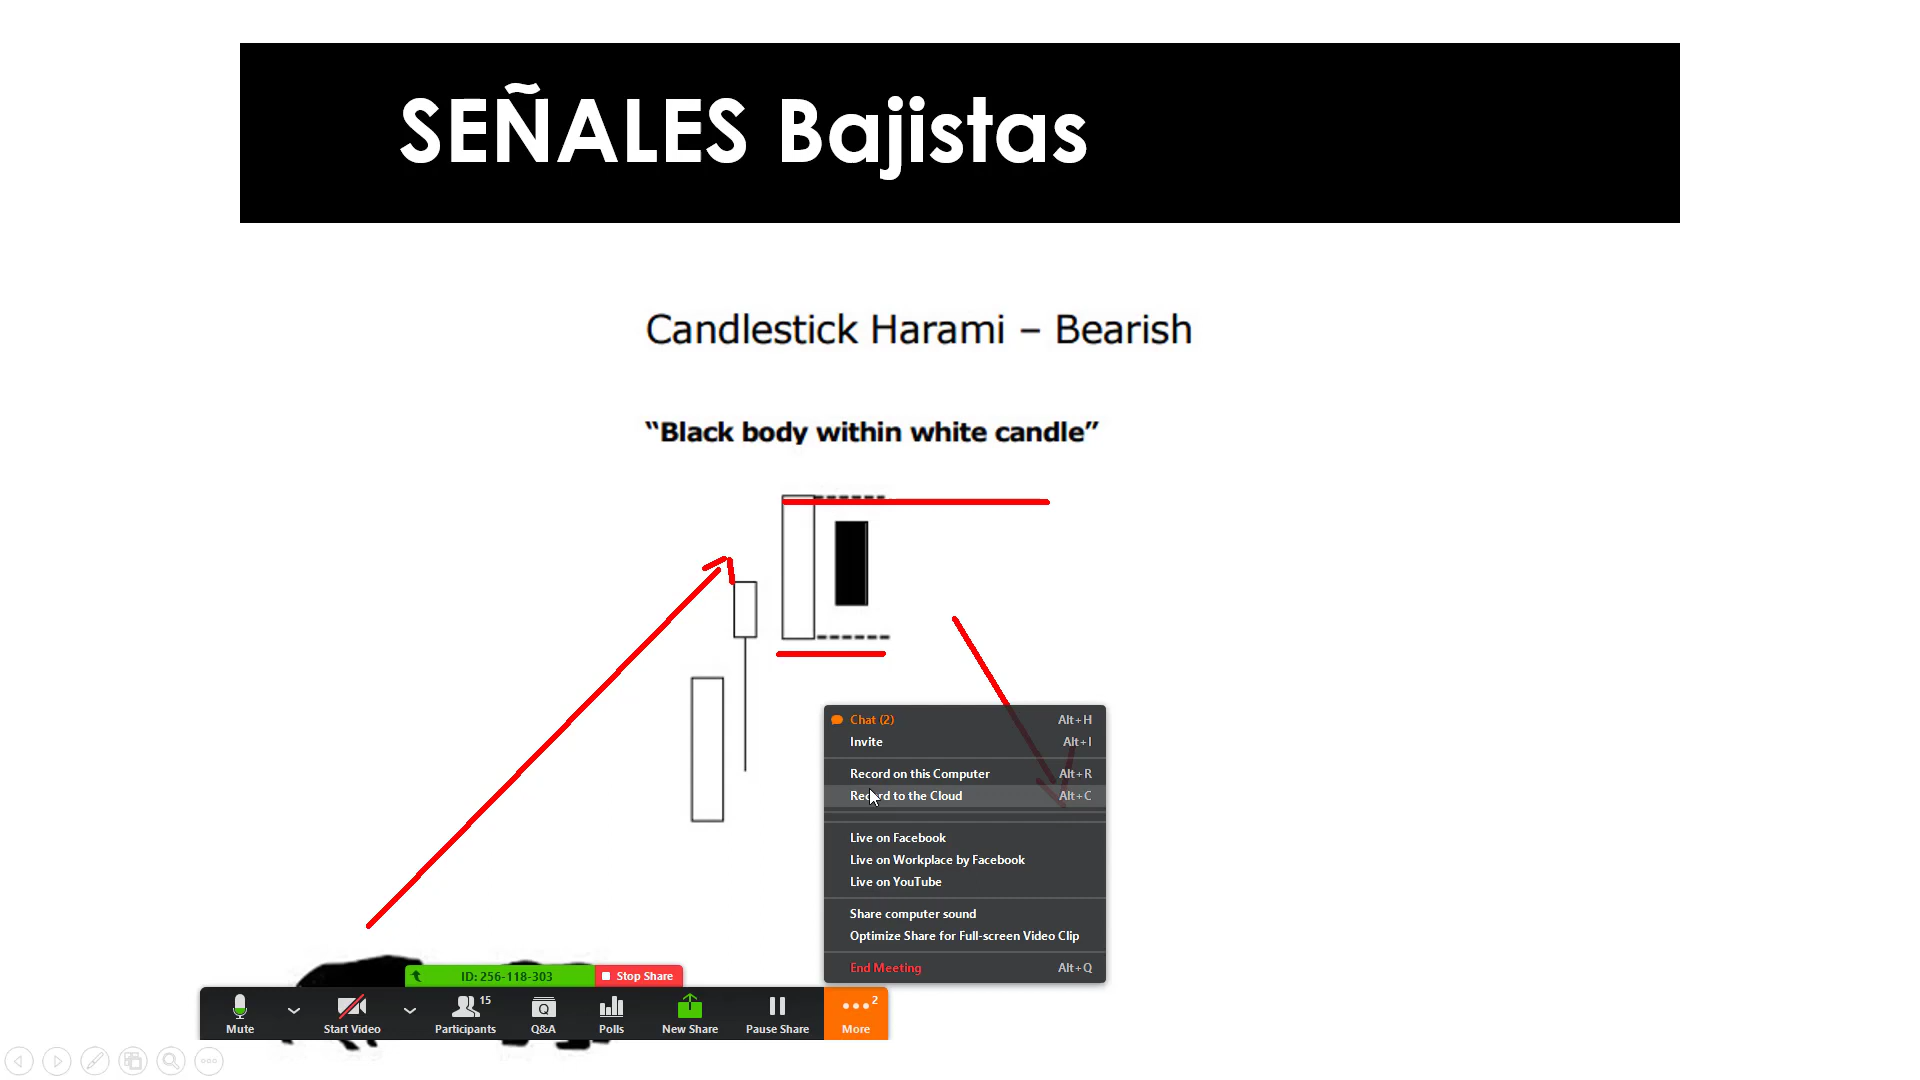 SEÑALES Bajistas
Candlestick Harami – Bearish
“Black body within white candle”
Chat (2) Alt+H
Invite Alt+I
Record on this Computer Alt+R
Record to the Cloud Alt+C
Live on Facebook
Live on Workplace by Facebook
Live on YouTube
Share computer sound
Optimize Share for Full-screen Video Clip
End Meeting Alt+Q
ID: 256-118-303 Stop Share
15 Q 2
Mute Start Video Participants Q&A Polls New Share Pause Share More